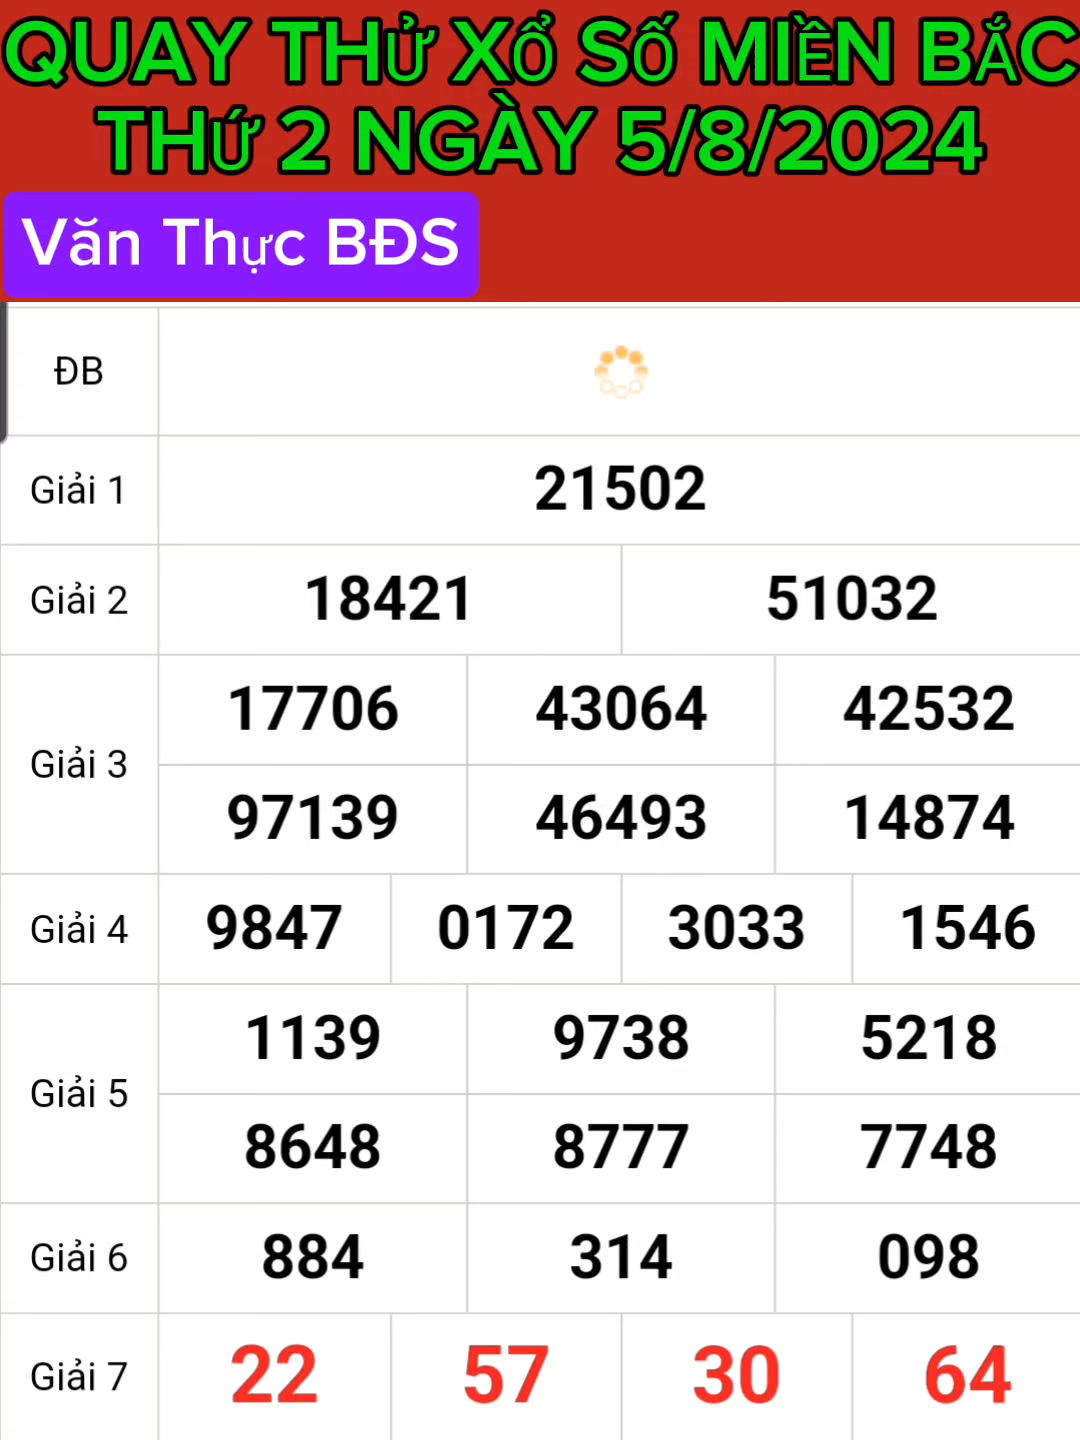 QUAY THỬ XỔ SỐ MIỀN BẮC
THỨ 2 NGÀY 5/8/2024
Văn Thực BĐS
ĐB
Giải 1 21502
Giải 2 18421 51032
Giải 3
17706 43064 42532
97139 46493 14874
Giải 4 9847 0172 3033 1546
Giải 5
1139 9738 5218
8648 8777 7748
Giải 6 884 314 098
Giải 7 22 57 30 64